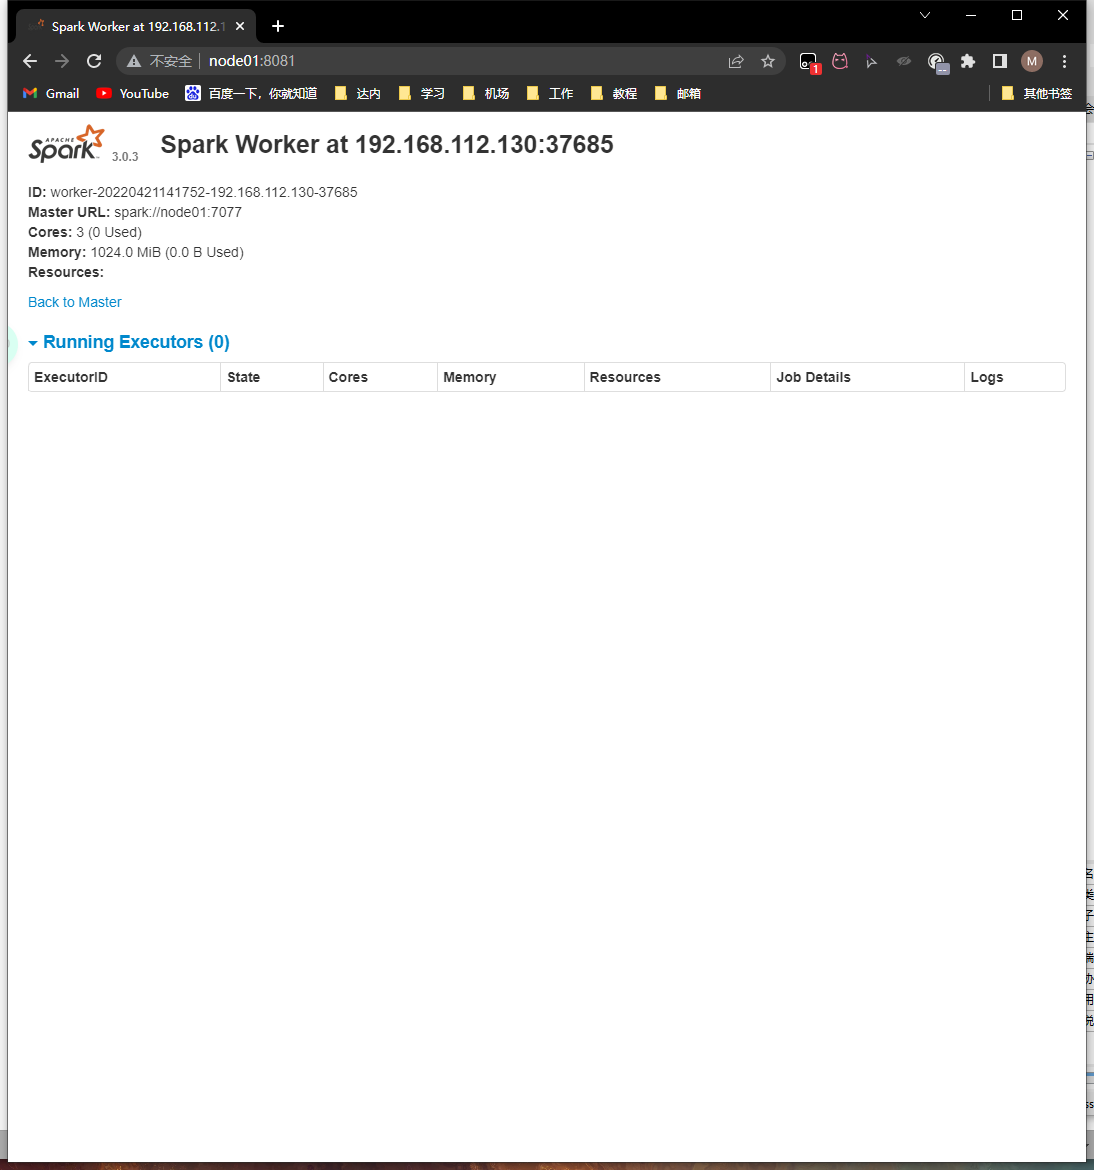 Spark Worker at 192.168.112.1
不安全 node01:8081
1
M
Gmail YouTube 百度一下，你就知道 达内 学习 机场 工作 教程 邮箱 其他书签
APACHE Spark 3.0.3 Spark Worker at 192.168.112.130:37685
ID: worker-20220421141752-192.168.112.130-37685
Master URL: spark://node01:7077
Cores: 3 (0 Used)
Memory: 1024.0 MiB (0.0 B Used)
Resources:
Back to Master
Running Executors (0)
ExecutorID State Cores Memory Resources Job Details Logs